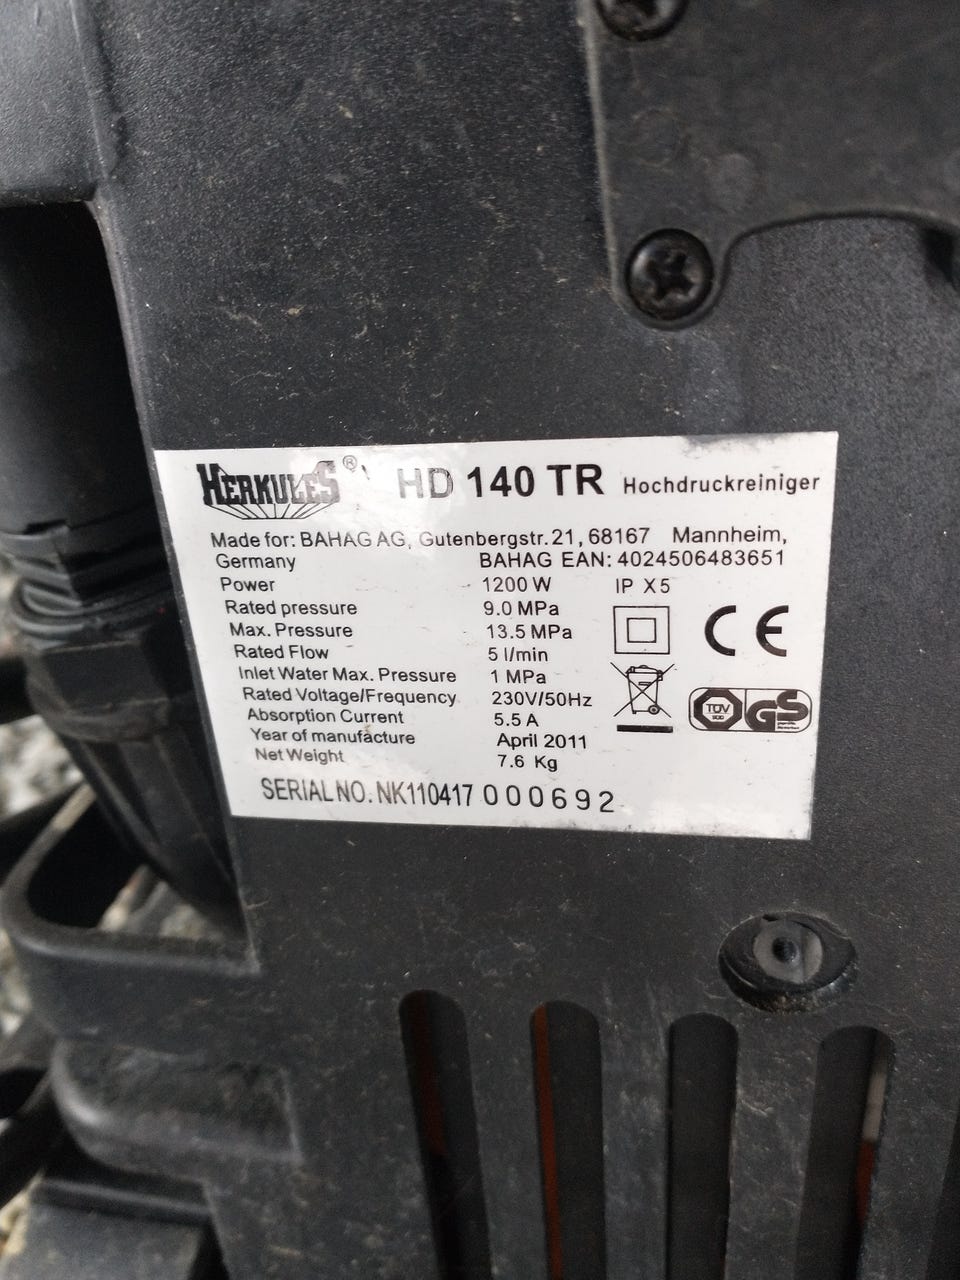 HERKULES ® HD 140 TR Hochdruckreiniger
Made for: BAHAG AG, Gutenbergstr. 21, 68167 Mannheim,
Germany BAHAG EAN: 4024506483651
Power 1200 W IP X5
Rated pressure 9.0 MPa
Max. Pressure 13.5 MPa
Rated Flow 5 l/min
Inlet Water Max. Pressure 1 MPa
Rated Voltage/Frequency 230V/50Hz
Absorption Current 5.5 A
Year of manufacture April 2011
Net Weight 7.6 Kg
SERIAL NO. NK110417 000692
CE
TÜV
GS